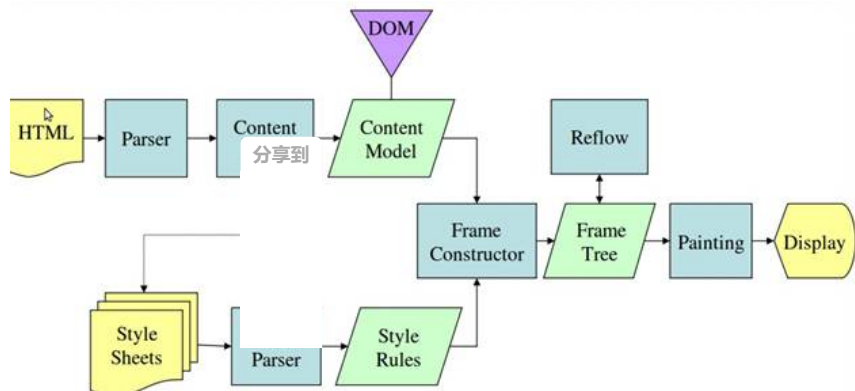 DOM
HTML
Parser
Content
分享到
Content
Model
Reflow
Frame
Constructor
Frame
Tree
Painting
Display
Style
Sheets
Parser
Style
Rules